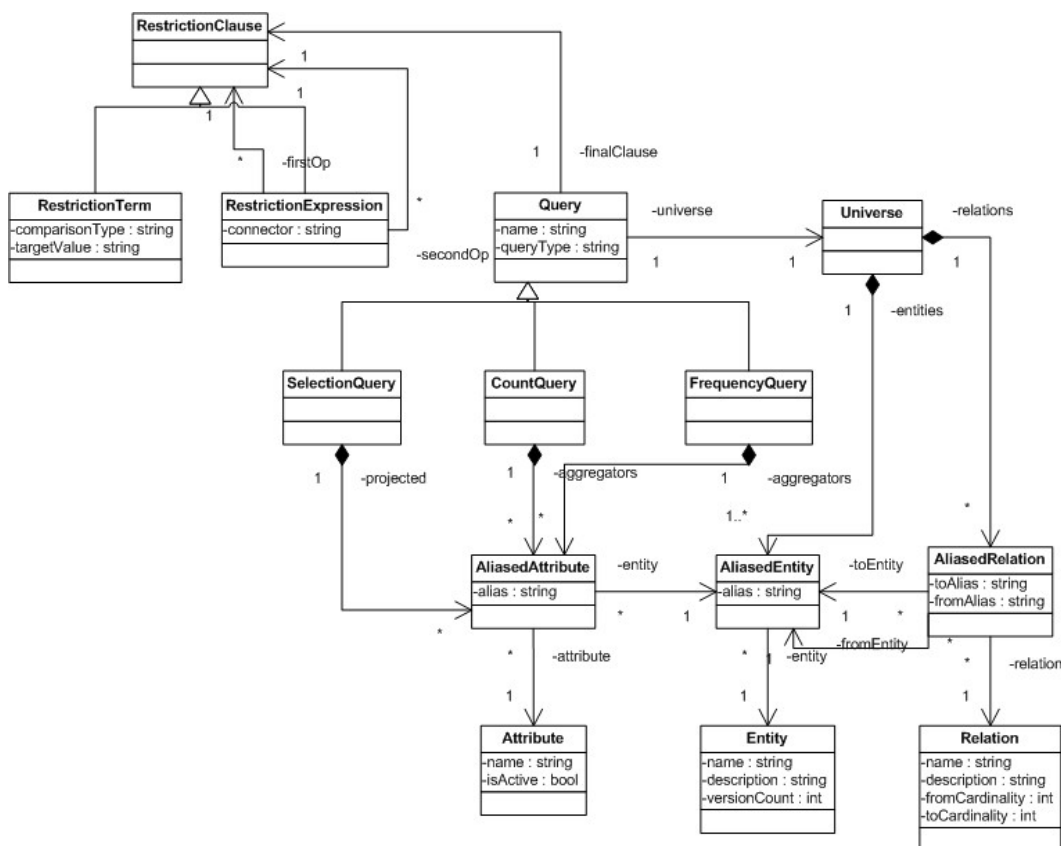 RestrictionClause
1
1
1
1
*
-firstOp
1
-finalClause
RestrictionTerm
-comparisonType : string
-targetValue : string
RestrictionExpression
-connector : string
*
-secondOp
Query
-name : string
-queryType : string
-universe
1
1
Universe
-relations
1
1
-entities
SelectionQuery
CountQuery
FrequencyQuery
1
-projected
1
-aggregators
1
-aggregators
*
*
1..*
*
AliasedAttribute
-alias : string
-entity
*
1
AliasedEntity
-alias : string
-toEntity
1
*
AliasedRelation
-toAlias : string
-fromAlias : string
*
*
-attribute
1
*
1
-entity
1
-fromEntity
*
*
-relation
1
Attribute
-name : string
-isActive : bool
Entity
-name : string
-description : string
-versionCount : int
Relation
-name : string
-description : string
-fromCardinality : int
-toCardinality : int